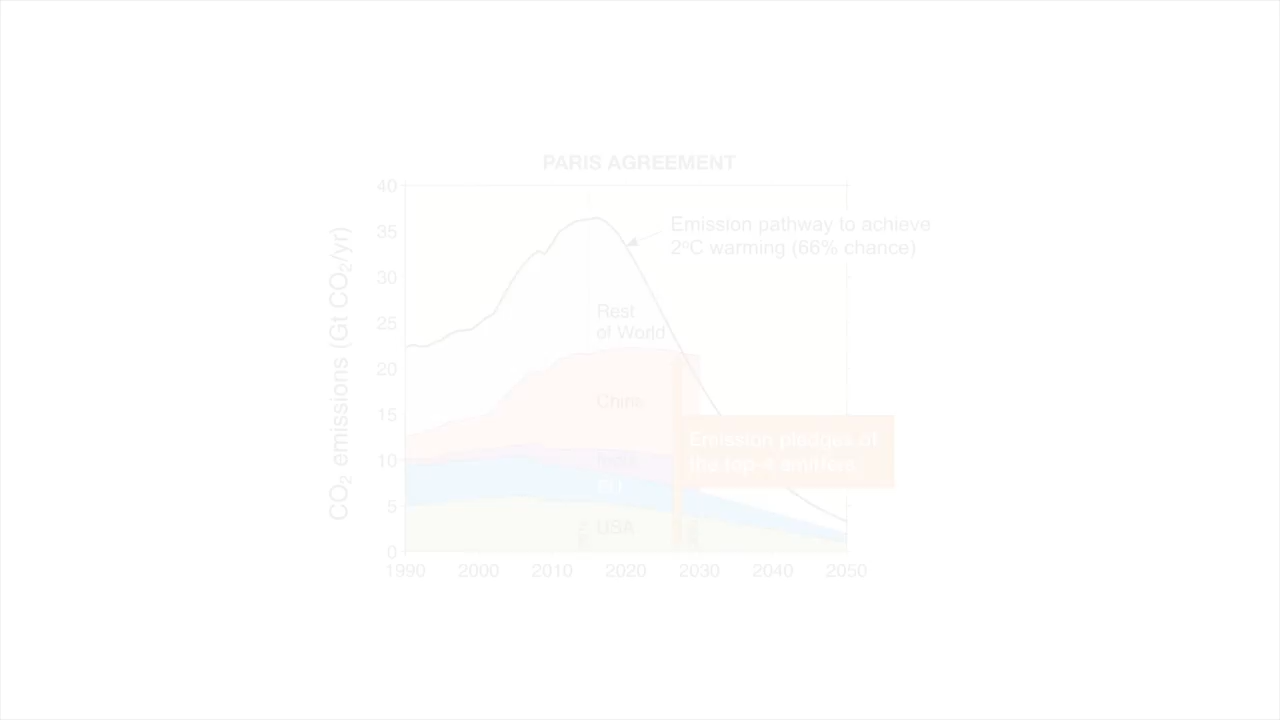 PARIS AGREEMENT
40
35
30
25
20
15
10
5
0
CO2 emissions (Gt CO2/yr)
Emission pathway to achieve
2°C warming (66% chance)
Rest
of World
China
EU
USA
Emission pledges of
the top 4 emitters
1990 2000 2010 2020 2030 2040 2050